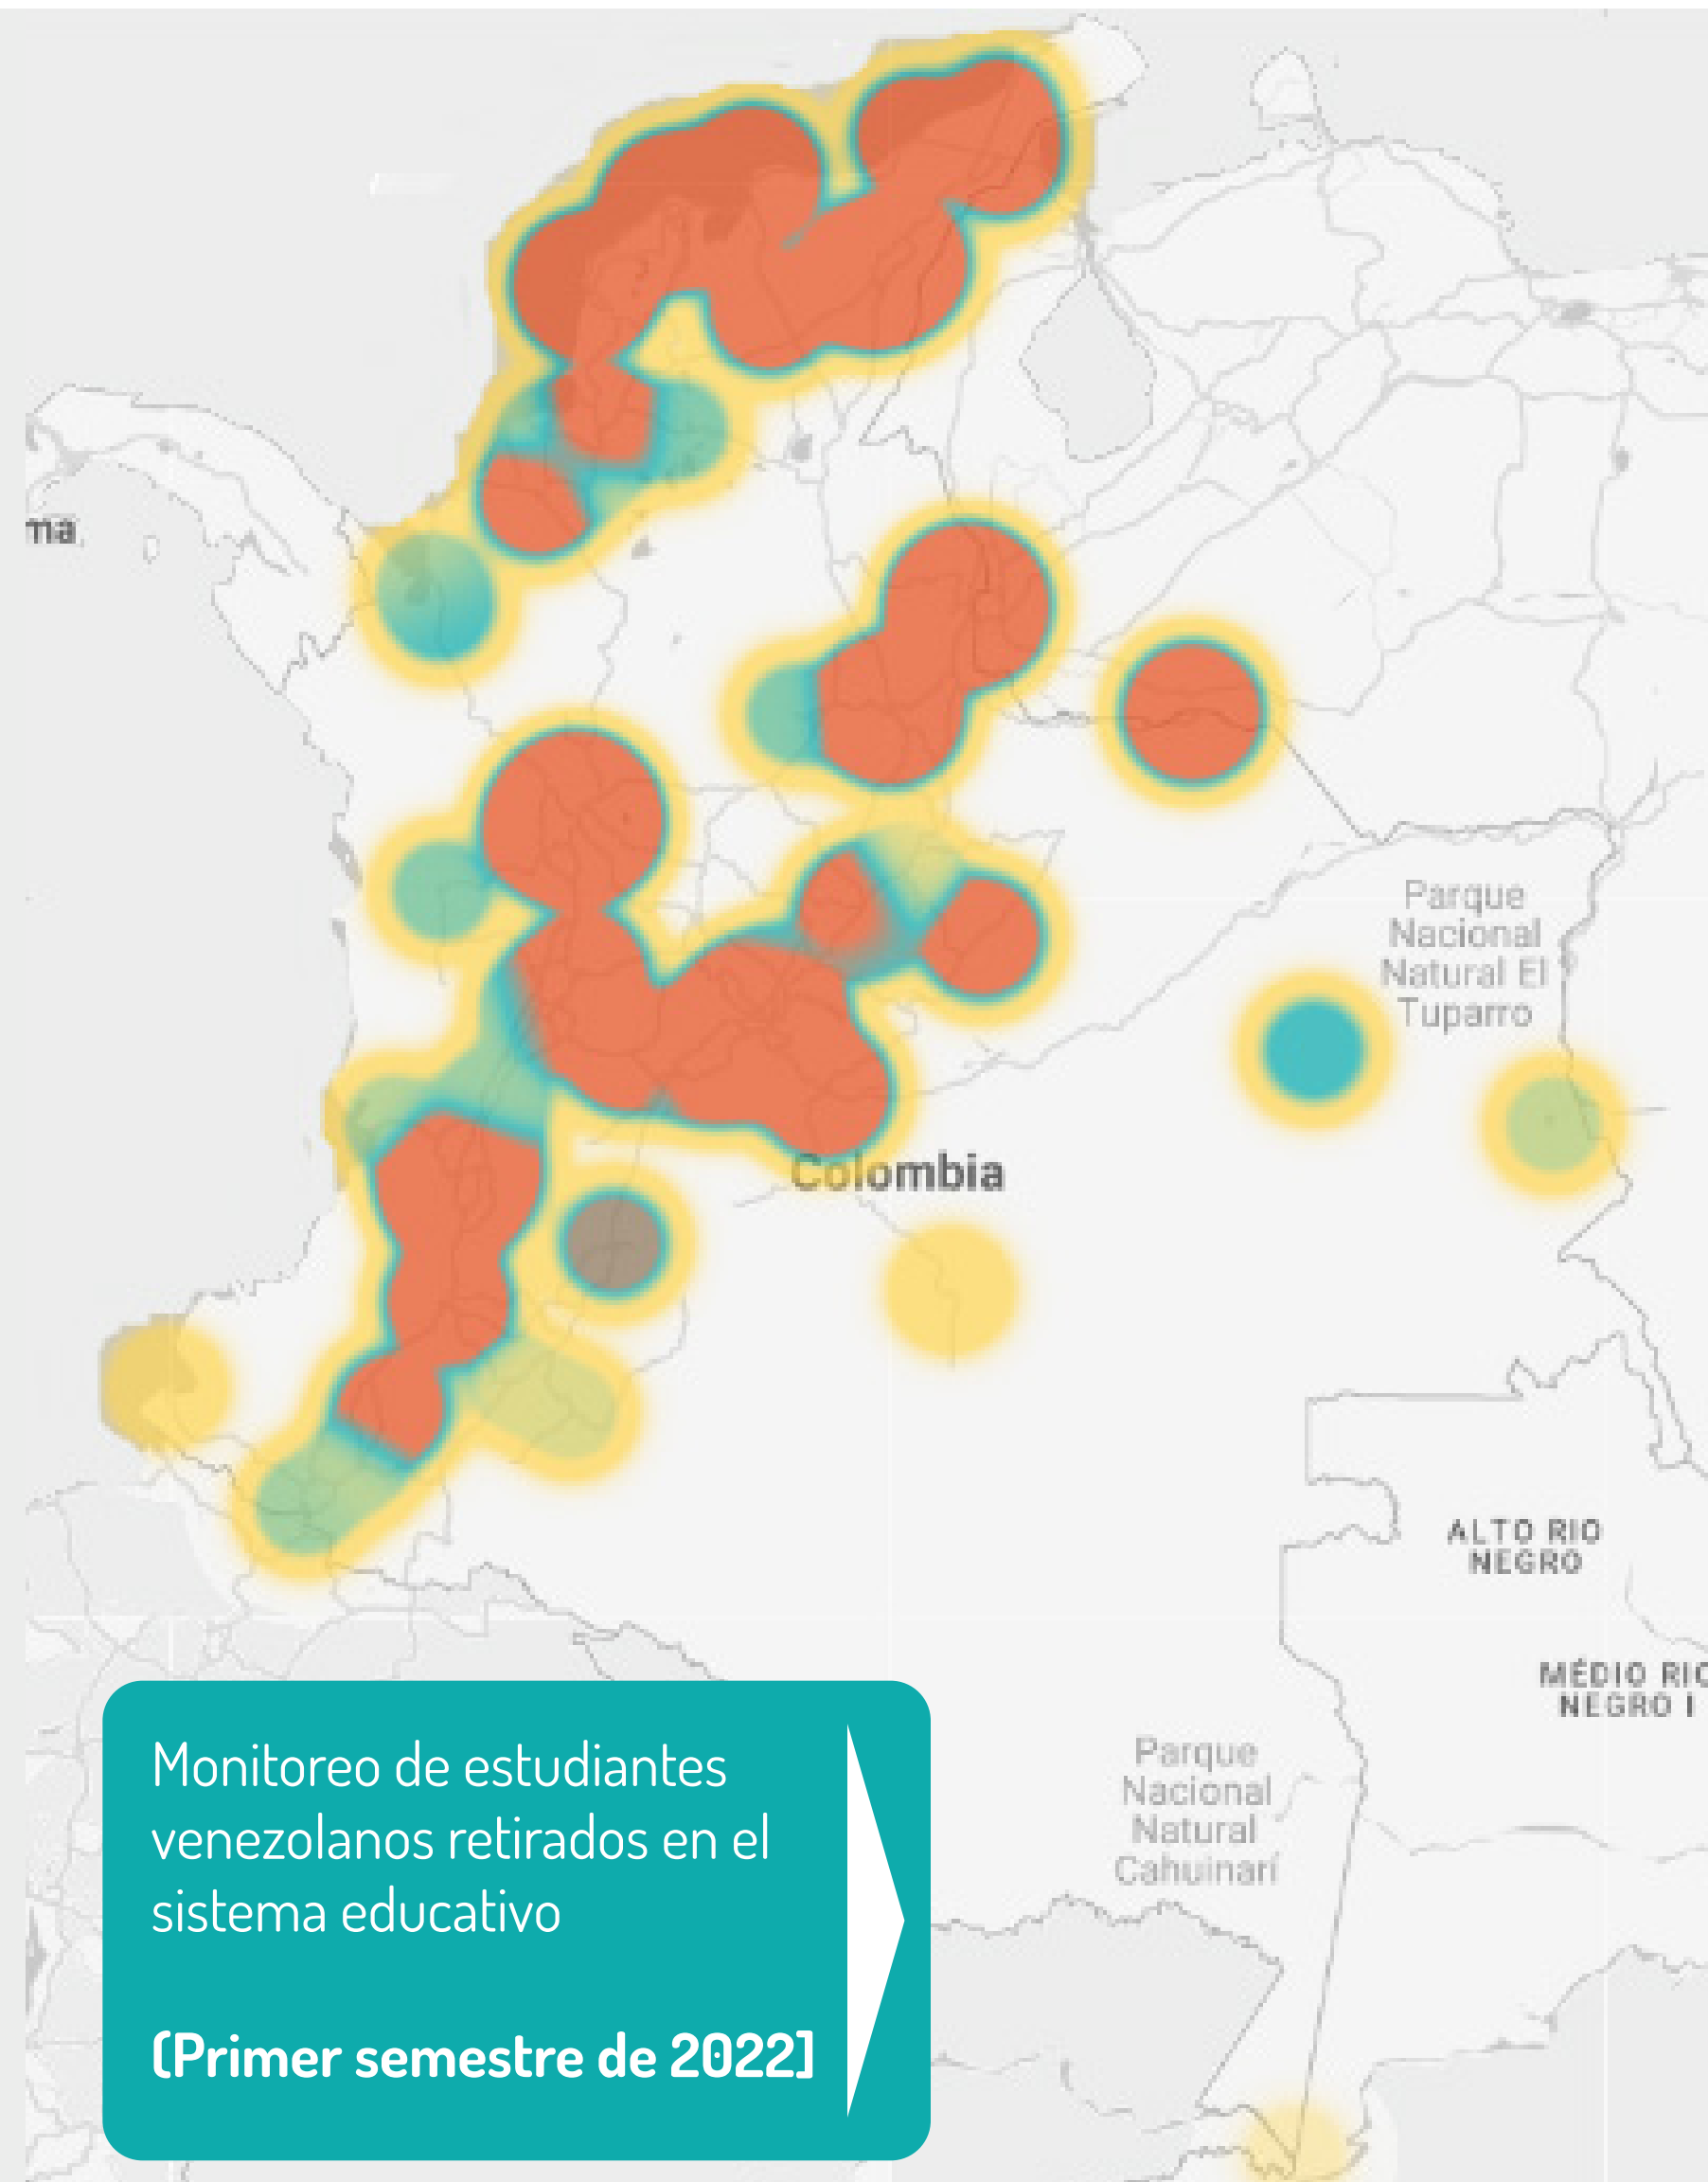 ma
Parque
Nacional
Natural El
Tuparro
Colombia
ALTO RIO
NEGRO
MÉDIO RIO
NEGRO I
Parque
Nacional
Natural
Cahuinarí
Monitoreo de estudiantes
venezolanos retirados en el
sistema educativo
(Primer semestre de 2022]